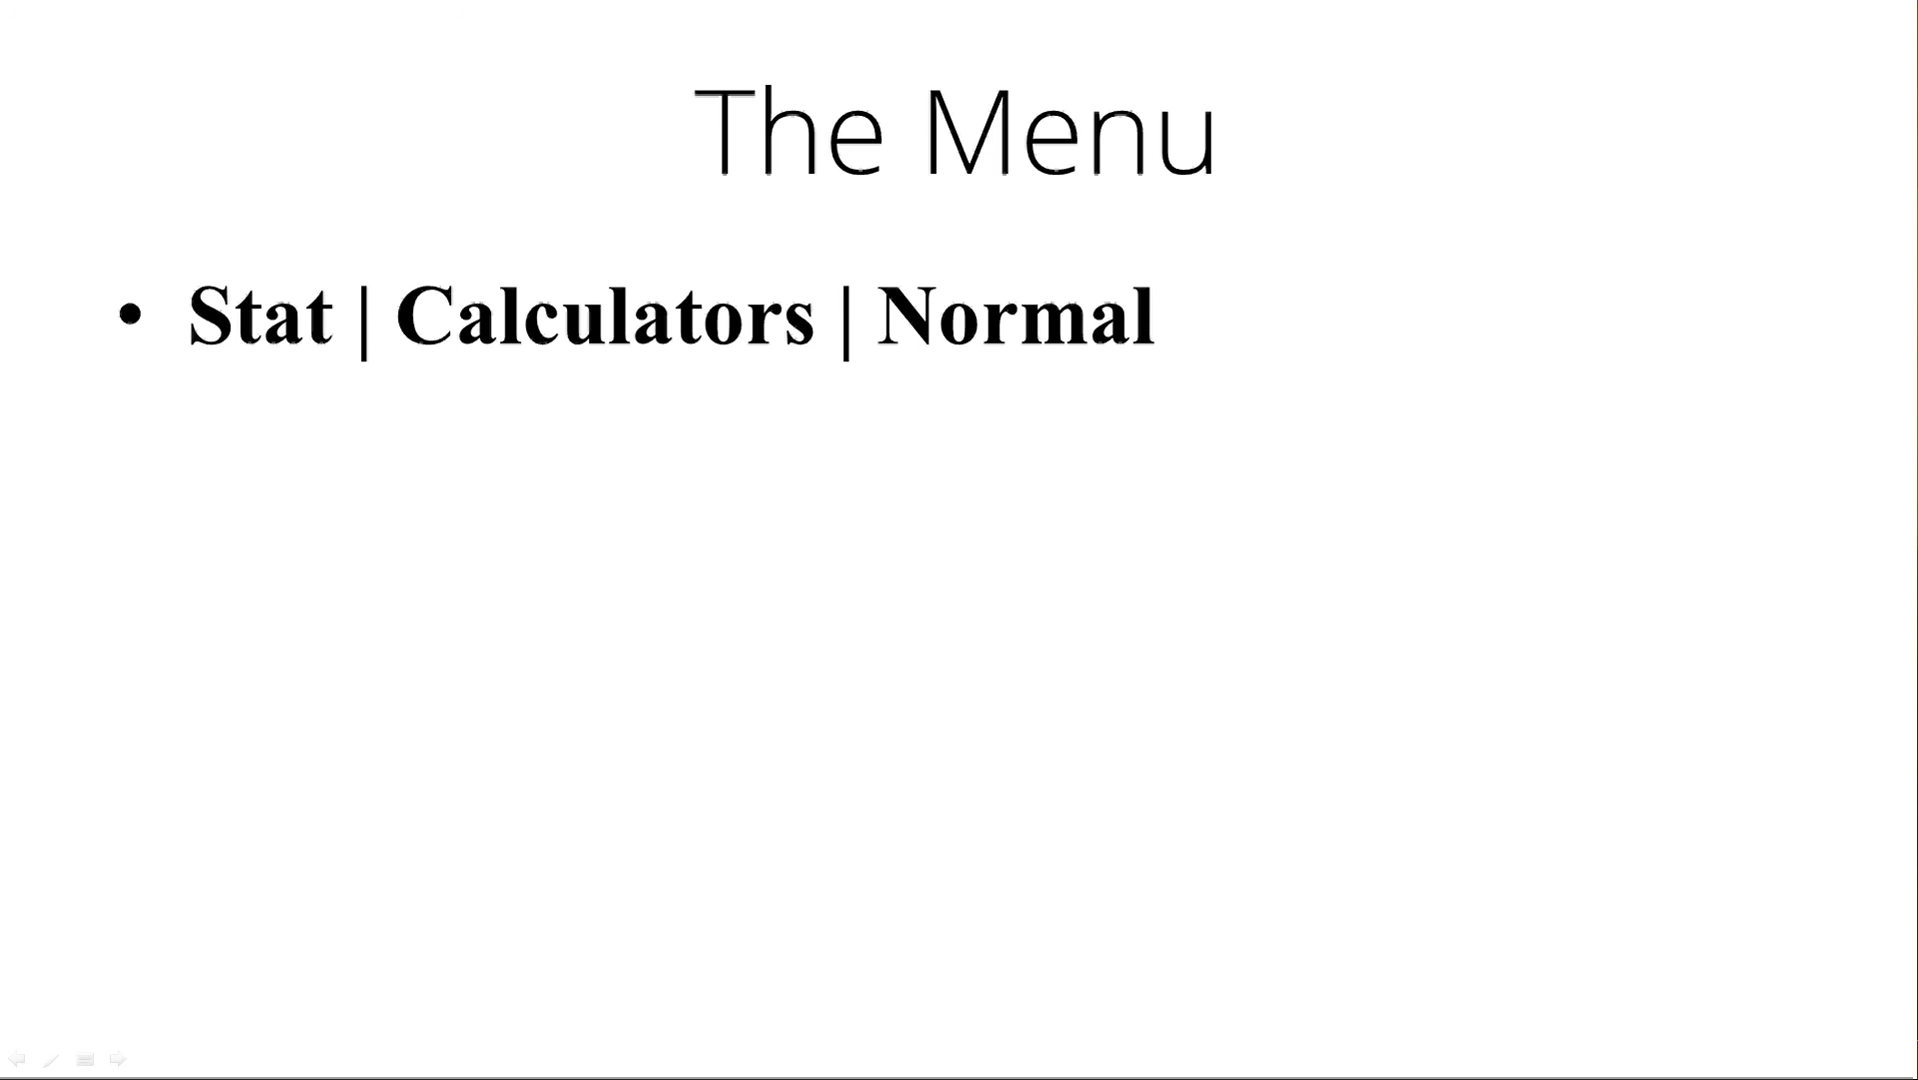 The Menu
• Stat | Calculators | Normal